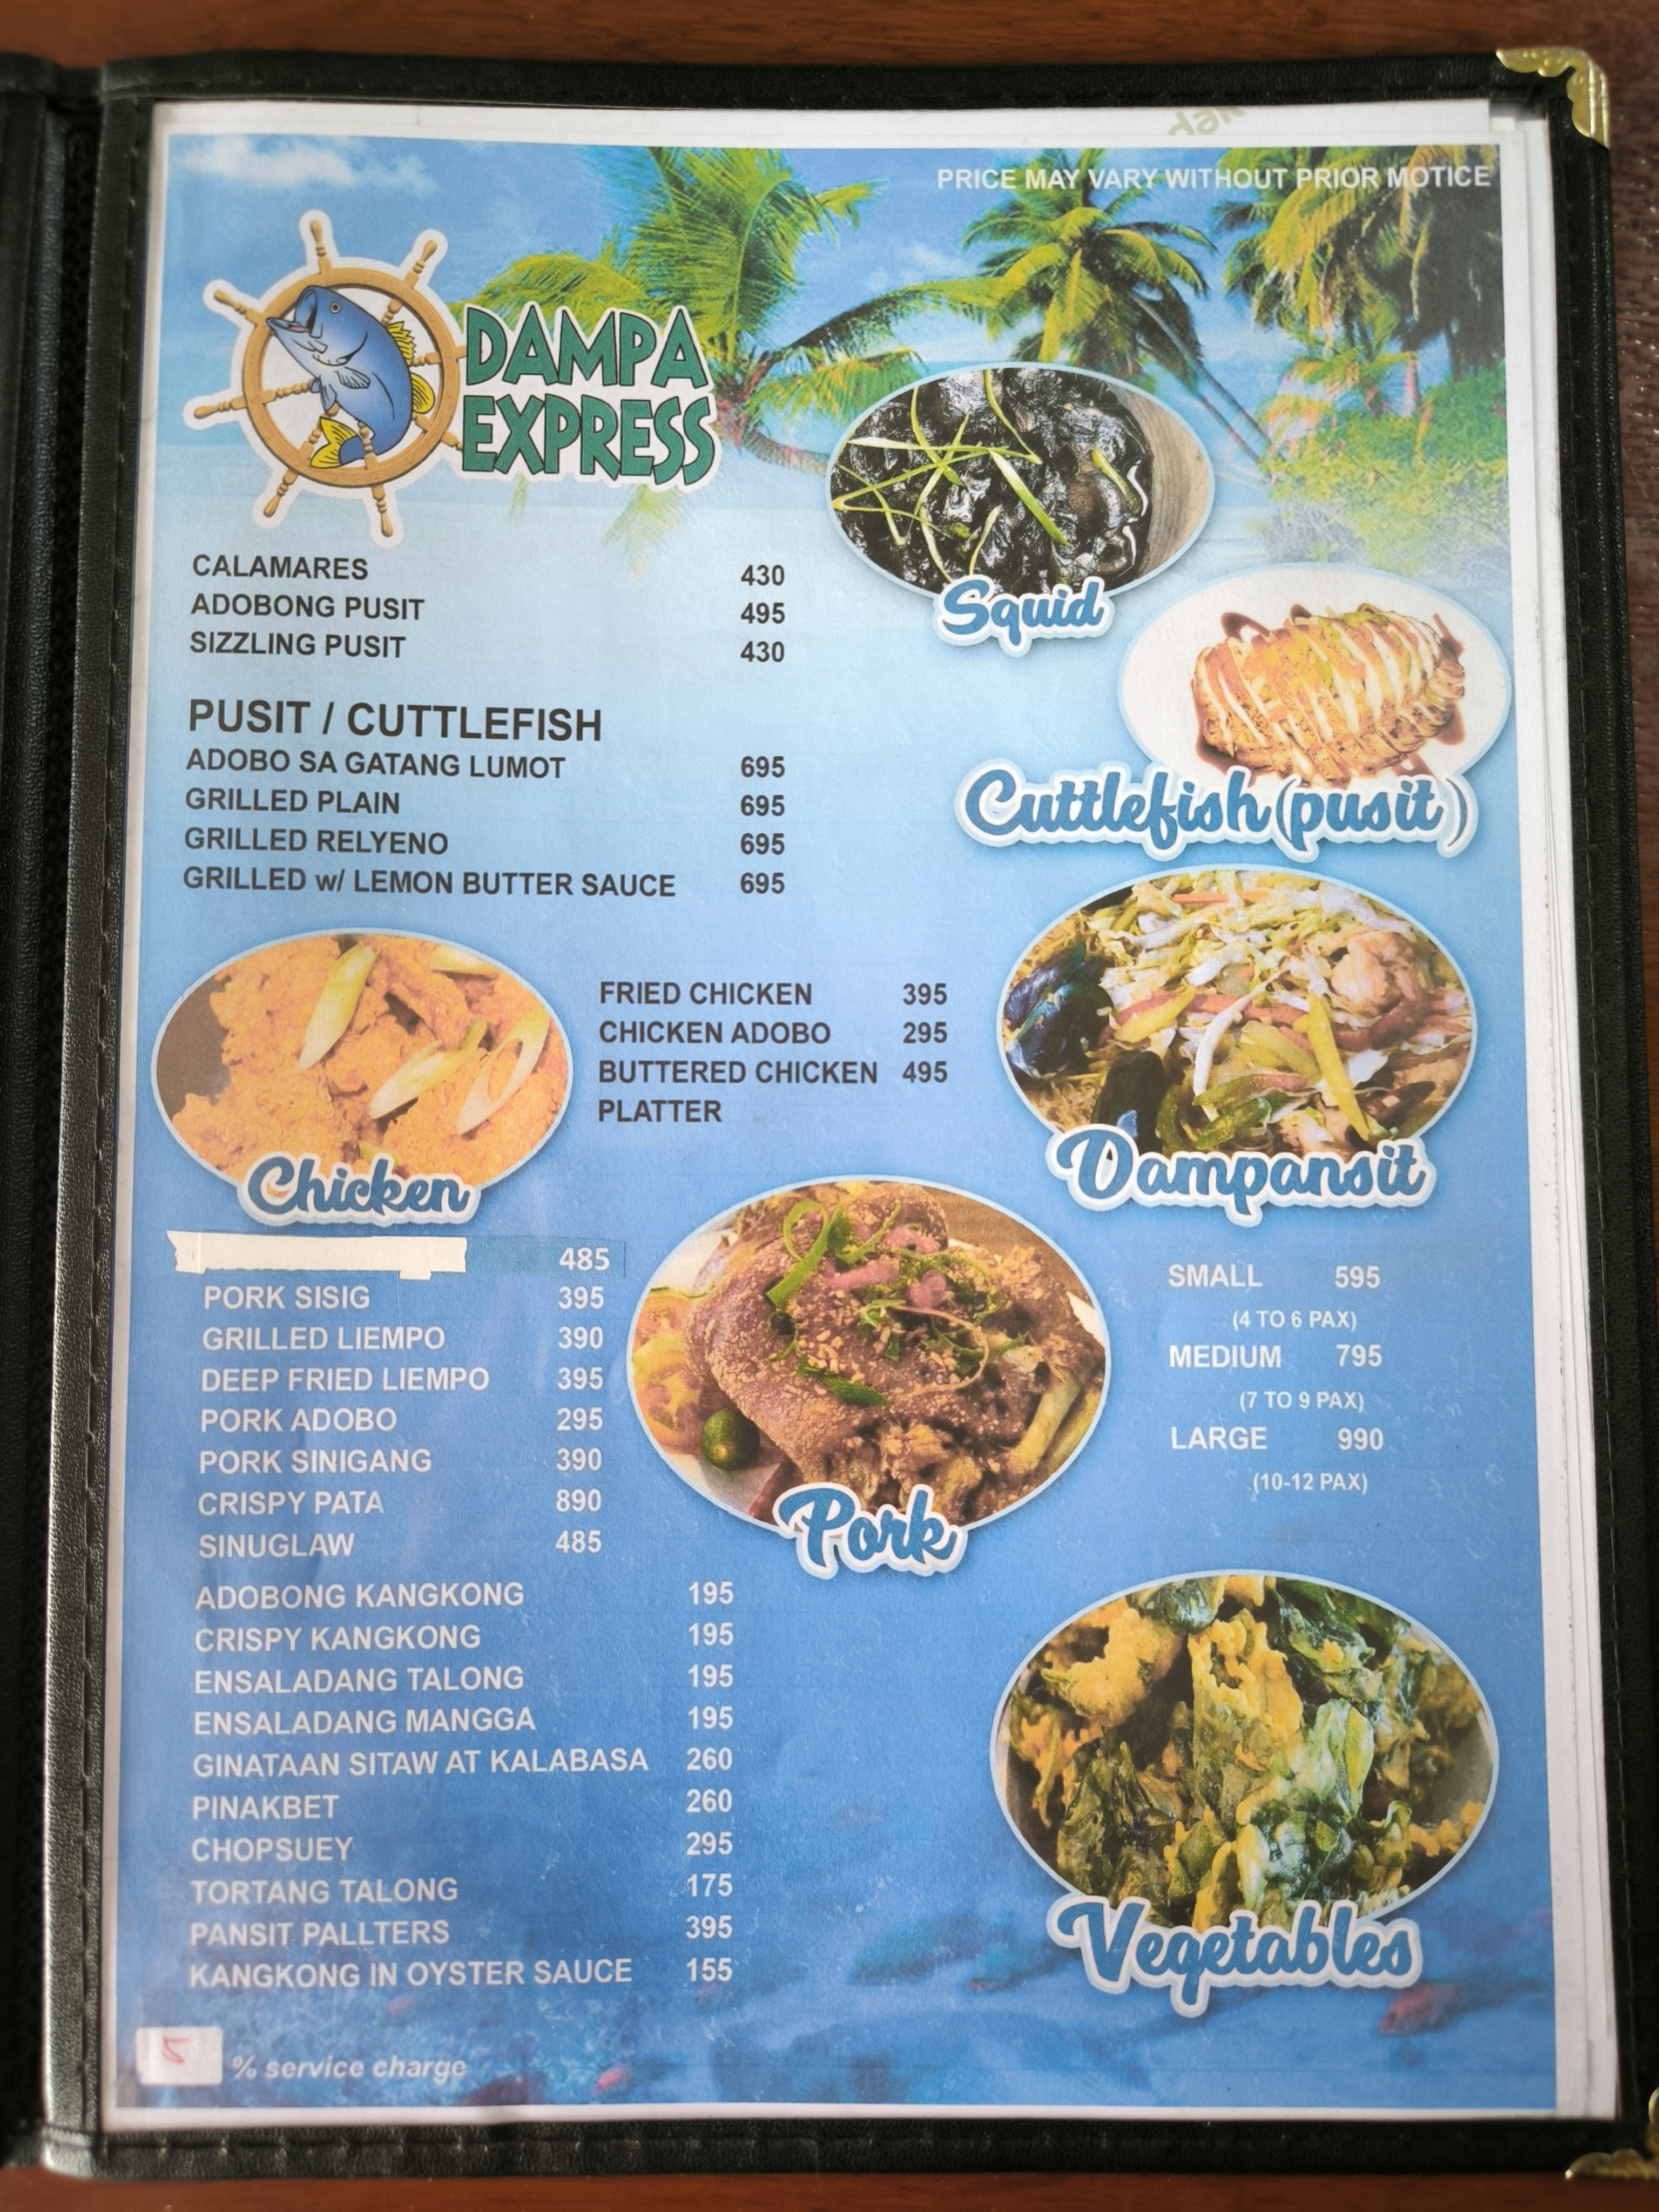 PRICE MAY VARY WITHOUT PRIOR MOTICE
DAMPA
EXPRESS
CALAMARES 430
ADOBONG PUSIT 495
SIZZLING PUSIT 430
Squid
PUSIT / CUTTLEFISH
ADOBO SA GATANG LUMOT 695
GRILLED PLAIN 695
GRILLED RELYENO 695
GRILLED w/ LEMON BUTTER SAUCE 695
Cuttlefish (pusit)
FRIED CHICKEN 395
CHICKEN ADOBO 295
BUTTERED CHICKEN 495
PLATTER
Chicken
Dampansit
SMALL 595
(4 TO 6 PAX)
MEDIUM 795
(7 TO 9 PAX)
LARGE 990
(10-12 PAX)
485
PORK SISIG 395
GRILLED LIEMPO 390
DEEP FRIED LIEMPO 395
PORK ADOBO 295
PORK SINIGANG 390
CRISPY PATA 890
SINUGLAW 485
Pork
ADOBONG KANGKONG 195
CRISPY KANGKONG 195
ENSALADANG TALONG 195
ENSALADANG MANGGA 195
GINATAAN SITAW AT KALABASA 260
PINAKBET 260
CHOPSUEY 295
TORTANG TALONG 175
PANSIT PALLTERS 395
KANGKONG IN OYSTER SAUCE 155
Vegetables
5 % service charge